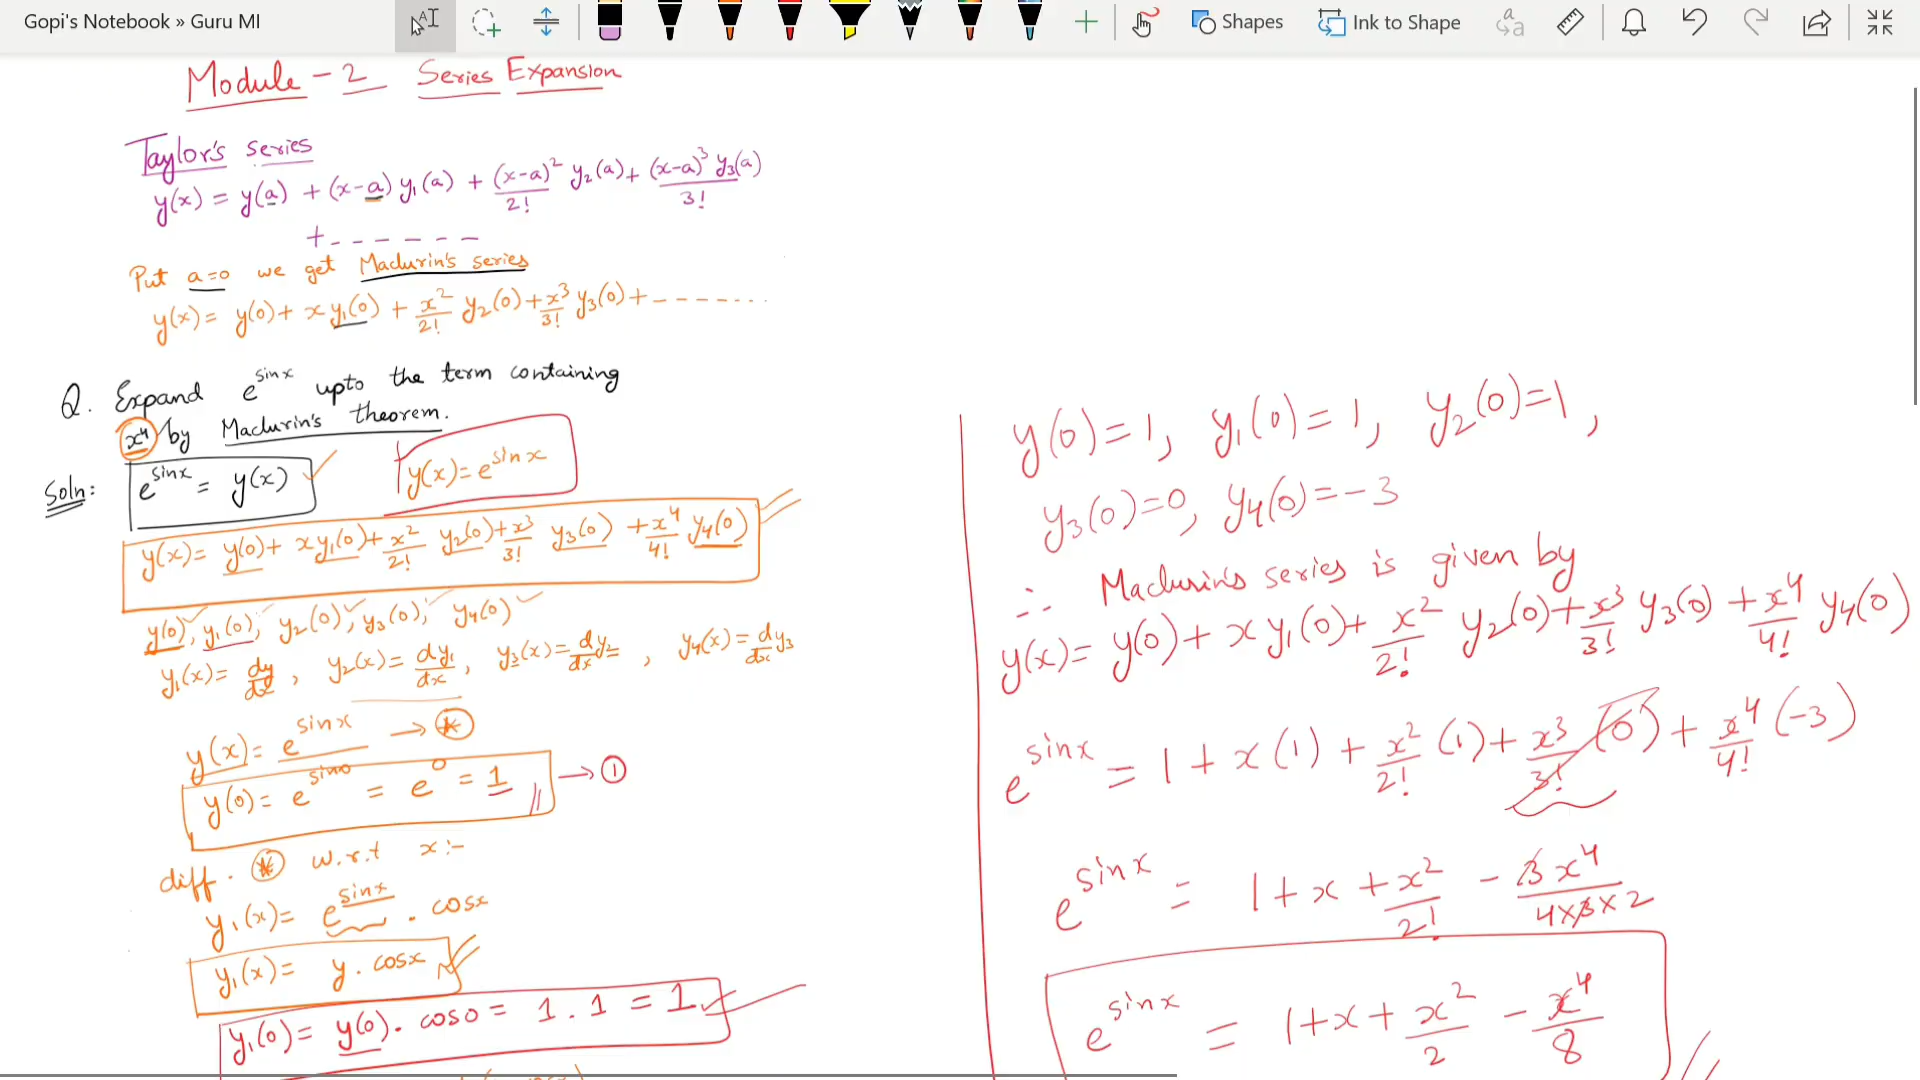 Gopi's Notebook » Guru MI
Shapes
Ink to Shape
Module - 2 Series Expansion
Taylor's series
y(x) = y(a) + (x-a) y₁(a) + (x-a)²/2! y₂(a) + (x-a)³ y₃(a)/3!
+ - - - - - -
Put a=0 we get Maclurin's series
y(x) = y(0) + x y₁(0) + x²/2! y₂(0) + x³/3! y₃(0) + - - - - - - -
Q. Expand e^sinx upto the term containing
x⁴ by Maclurin's theorem.
Soln: e^sinx = y(x) y(x) = e^sinx
y(x) = y(0) + x y₁(0) + x²/2! y₂(0) + x³/3! y₃(0) + x⁴/4! y₄(0)
y(0), y₁(0), y₂(0), y₃(0), y₄(0)
y₁(x) = dy/dx, y₂(x) = dy₁/dx, y₃(x) = dy₂/dx, y₄(x) = d/dx y₃
y(x) = e^sinx → *
y(0) = e^sin0 = e⁰ = 1 → ①
diff. * w.r.t x :-
y₁(x) = e^sinx . cosx
y₁(x) = y . cosx
y₁(0) = y(0) . cos0 = 1 . 1 = 1
y(0) = 1, y₁(0) = 1, y₂(0) = 1,
y₃(0) = 0, y₄(0) = -3
∴ Maclurin's series is given by
y(x) = y(0) + x y₁(0) + x²/2! y₂(0) + x³/3! y₃(0) + x⁴/4! y₄(0)
e^sinx = 1 + x(1) + x²/2! (1) + x³/3! (0) + x⁴/4! (-3)
e^sinx = 1 + x + x²/2! - 3x⁴/4×3×2
e^sinx = 1 + x + x²/2 - x⁴/8